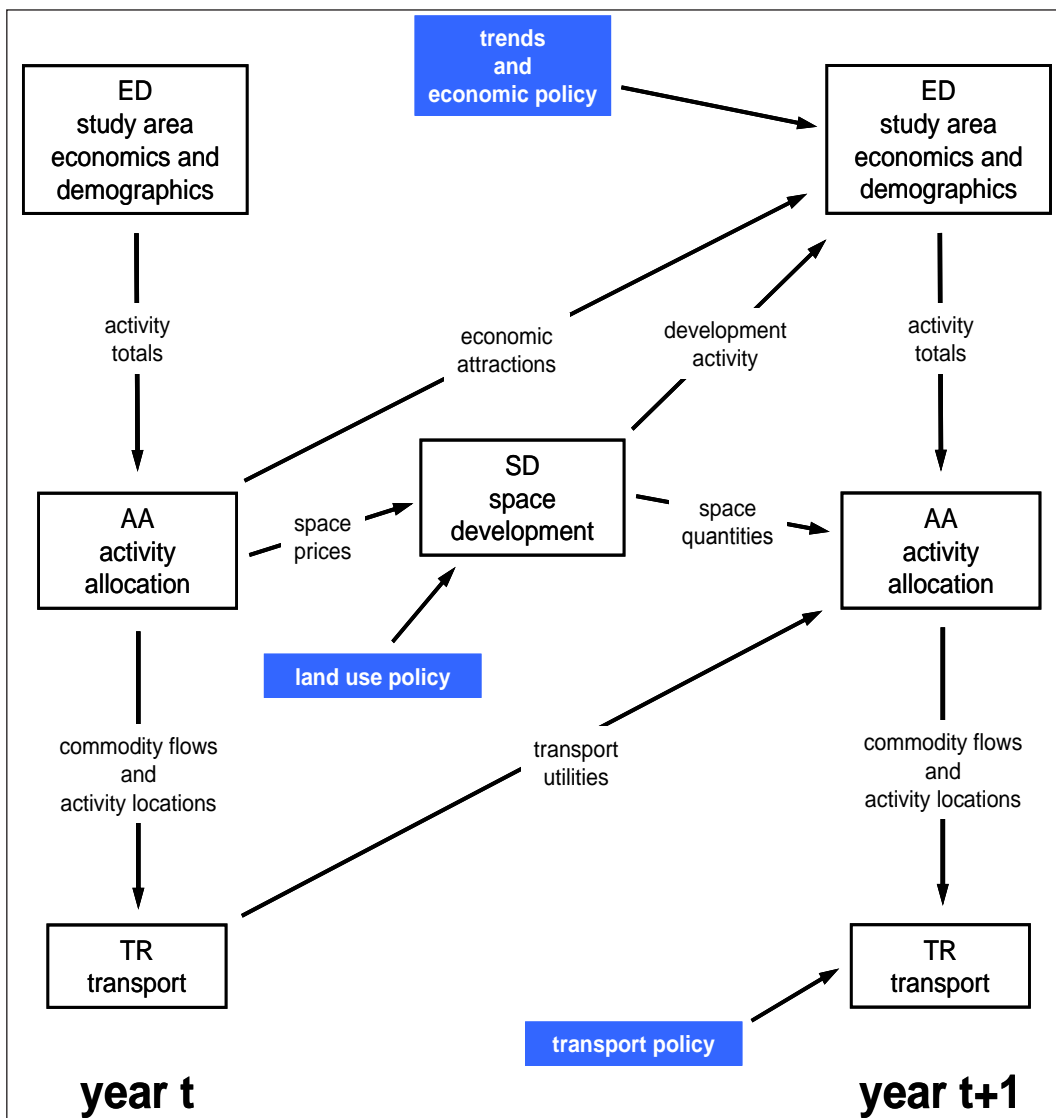 trends
and
economic policy
ED
study area
economics and
demographics
ED
study area
economics and
demographics
activity
totals
economic
attractions
development
activity
activity
totals
SD
space
development
AA
activity
allocation
space
prices
space
quantities
AA
activity
allocation
land use policy
commodity flows
and
activity locations
transport
utilities
commodity flows
and
activity locations
TR
transport
TR
transport
transport policy
year t
year t+1